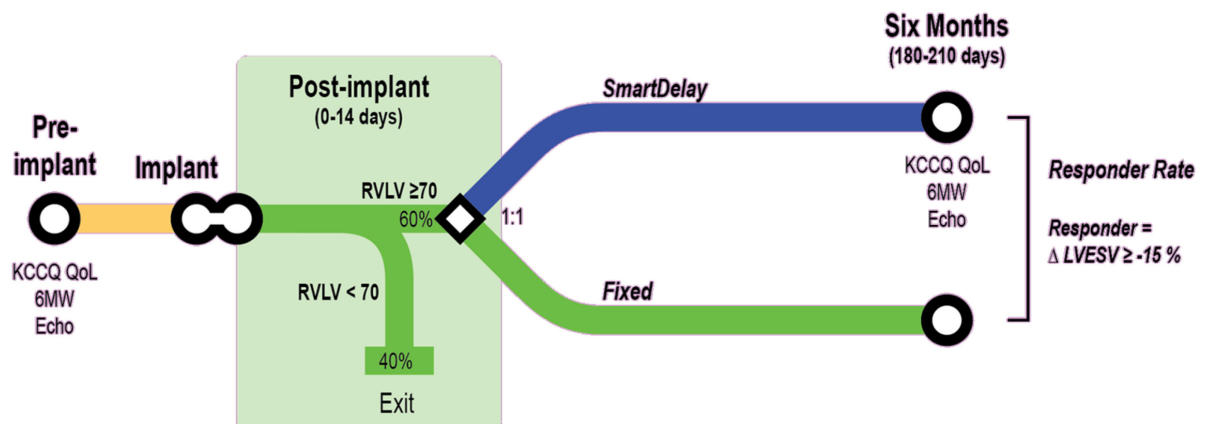 Pre-
implant
KCCQ QoL
6MW
Echo
Implant
Post-implant
(0-14 days)
RVLV ≥70
60%
1:1
RVLV < 70
40%
Exit
SmartDelay
Fixed
Six Months
(180-210 days)
KCCQ QoL
6MW
Echo
Responder Rate
Responder =
Δ LVESV ≥ -15 %